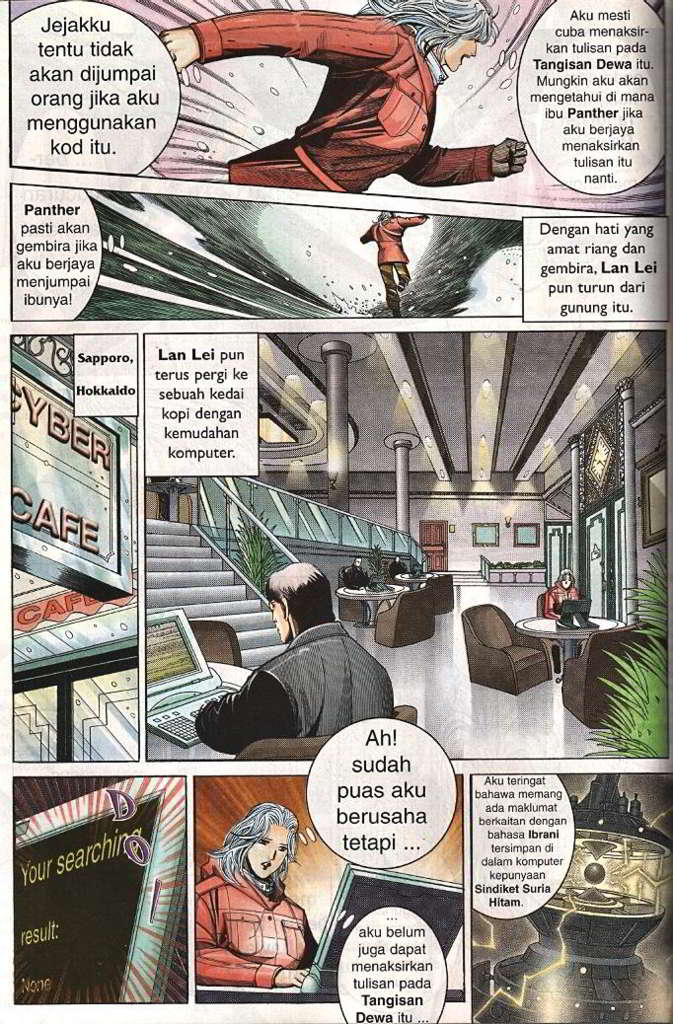 Jejakku
tentu tidak
akan dijumpai
orang jika aku
menggunakan
kod itu.
Aku mesti
cuba menaksir-
kan tulisan pada
Tangisan Dewa itu.
Mungkin aku akan
mengetahui di mana
ibu Panther jika
aku berjaya
menaksirkan
tulisan itu
nanti.
Panther
pasti akan
gembira jika
aku berjaya
menjumpai
ibunya!
Dengan hati yang
amat riang dan
gembira, Lan Lei
pun turun dari
gunung itu.
Sapporo,
Hokkaldo
CYBER
CAFE
CAFE
Lan Lei pun
terus pergi ke
sebuah kedai
kopi dengan
kemudahan
komputer.
DOI
Your searching
result:
None
Ah!
sudah
puas aku
berusaha
tetapi ...
...
aku belum
juga dapat
menaksirkan
tulisan pada
Tangisan
Dewa itu ...
Aku teringat
bahawa memang
ada maklumat
berkaitan dengan
bahasa Ibrani
tersimpan di
dalam komputer
kepunyaan
Sindiket Suria
Hitam.